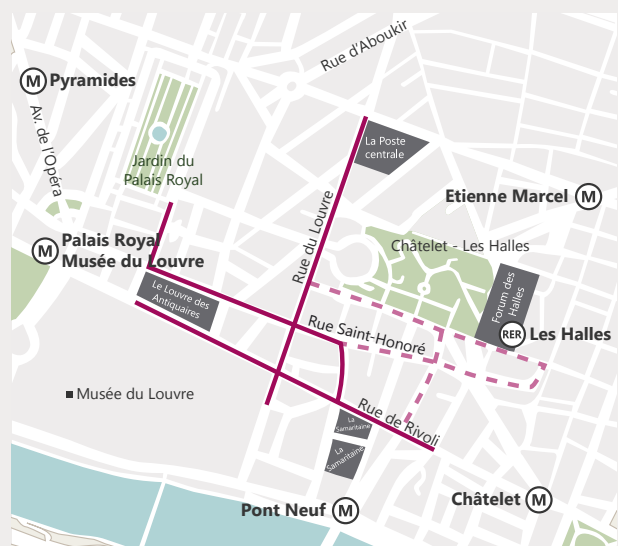 Rue d'Aboukir
M Pyramides
Av. de l'Opéra
La Poste
centrale
Jardin du
Palais Royal
Etienne Marcel M
Rue du Louvre
M Palais Royal
Musée du Louvre
Châtelet - Les Halles
Le Louvre des
Antiquaires
Forum des
Halles
Rue Saint-Honoré
RER Les Halles
Musée du Louvre
Rue de Rivoli
La
Samaritaine
La
Samaritaine
Châtelet M
Pont Neuf M